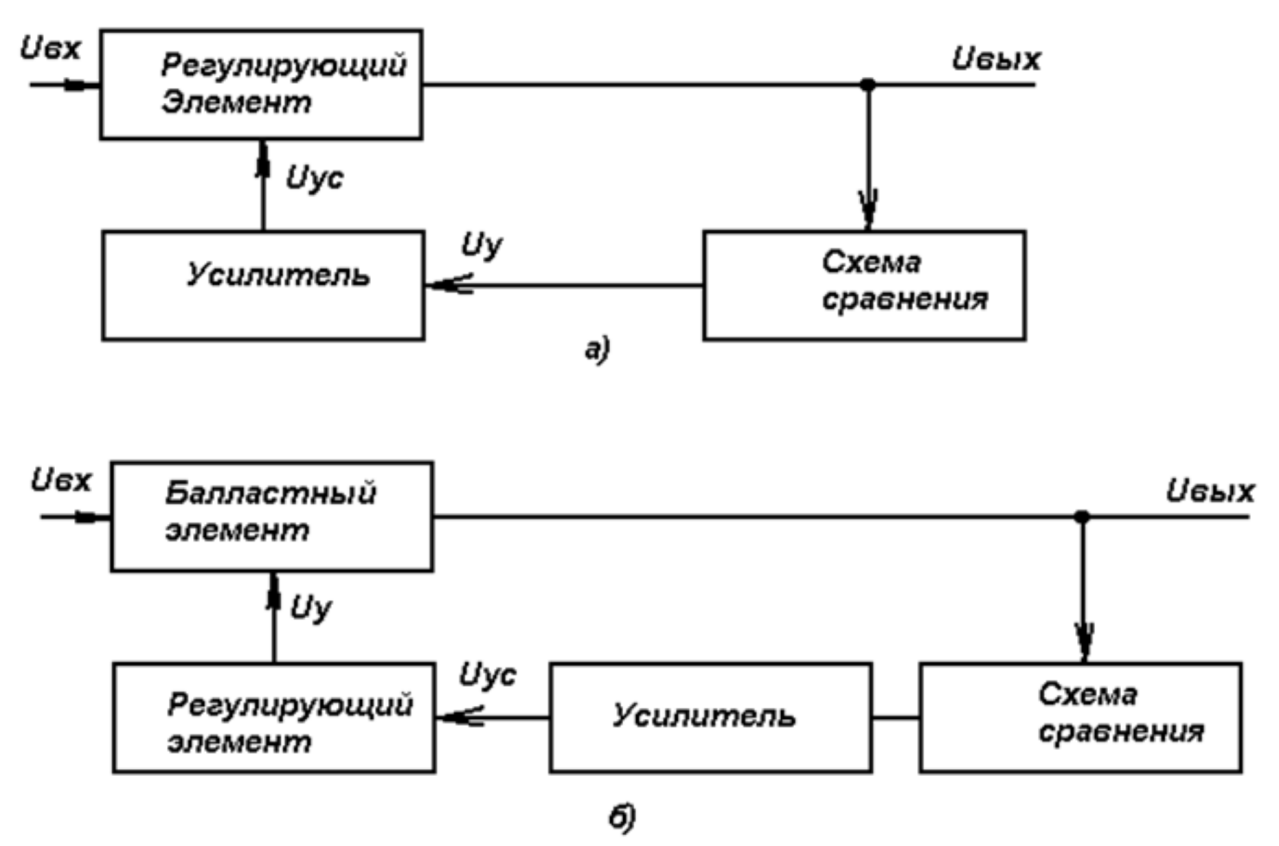 Uвх
Регулирующий
Элемент
Uвых
Uус
Усилитель
Uу
Схема
сравнения
а)
Uвх
Балластный
элемент
Uвых
Uу
Регулирующий
элемент
Uус
Усилитель
Схема
сравнения
б)